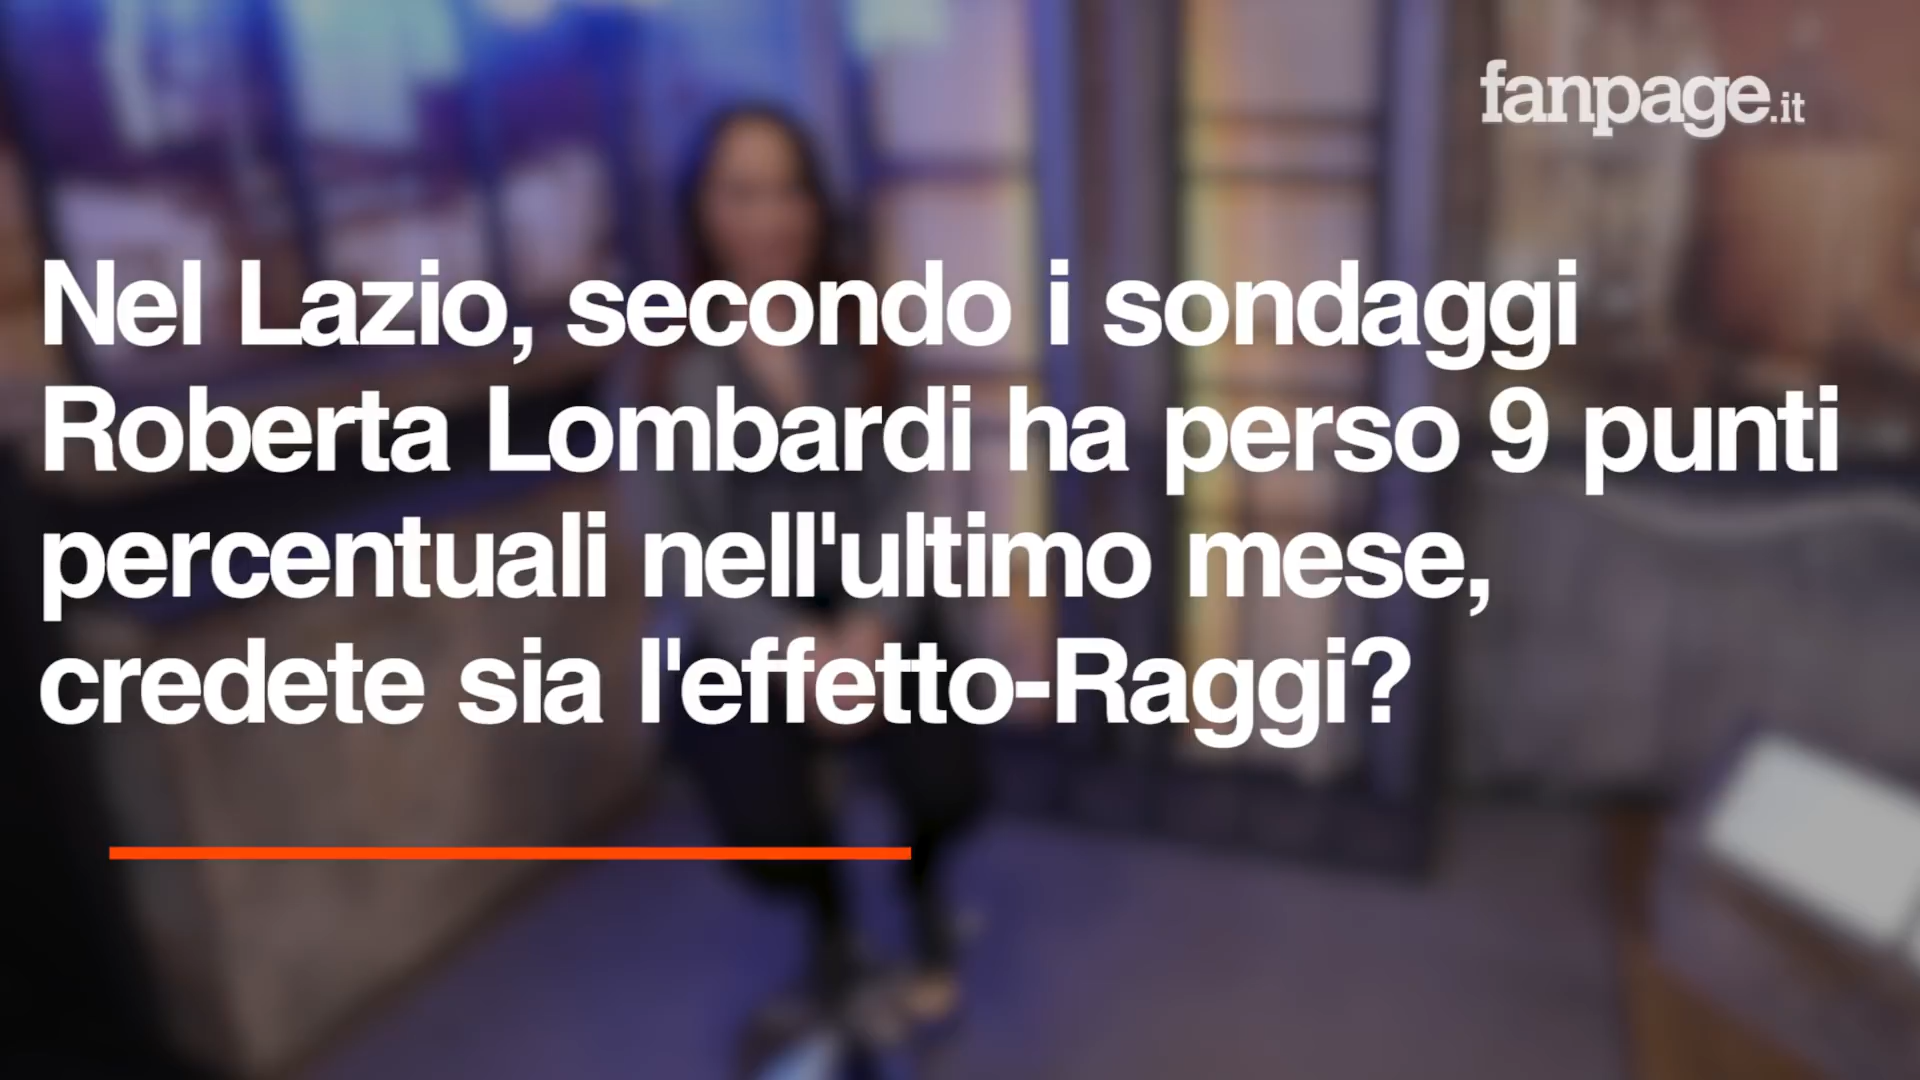 fanpage.it
Nel Lazio, secondo i sondaggi
Roberta Lombardi ha perso 9 punti
percentuali nell'ultimo mese,
credete sia l'effetto-Raggi?